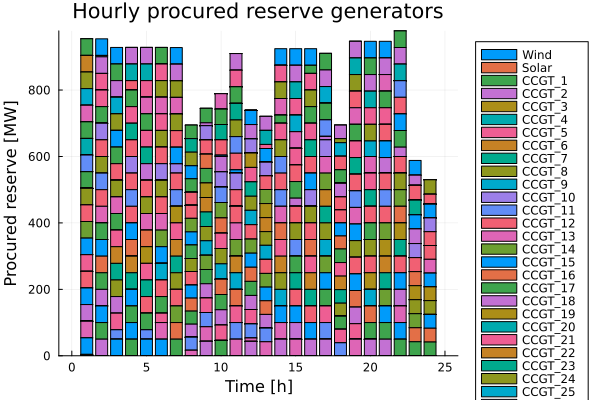 Hourly procured reserve generators
Procured reserve [MW]
800
600
400
200
0
0 5 10 15 20 25
Time [h]
Wind
Solar
CCGT_1
CCGT_2
CCGT_3
CCGT_4
CCGT_5
CCGT_6
CCGT_7
CCGT_8
CCGT_9
CCGT_10
CCGT_11
CCGT_12
CCGT_13
CCGT_14
CCGT_15
CCGT_16
CCGT_17
CCGT_18
CCGT_19
CCGT_20
CCGT_21
CCGT_22
CCGT_23
CCGT_24
CCGT_25